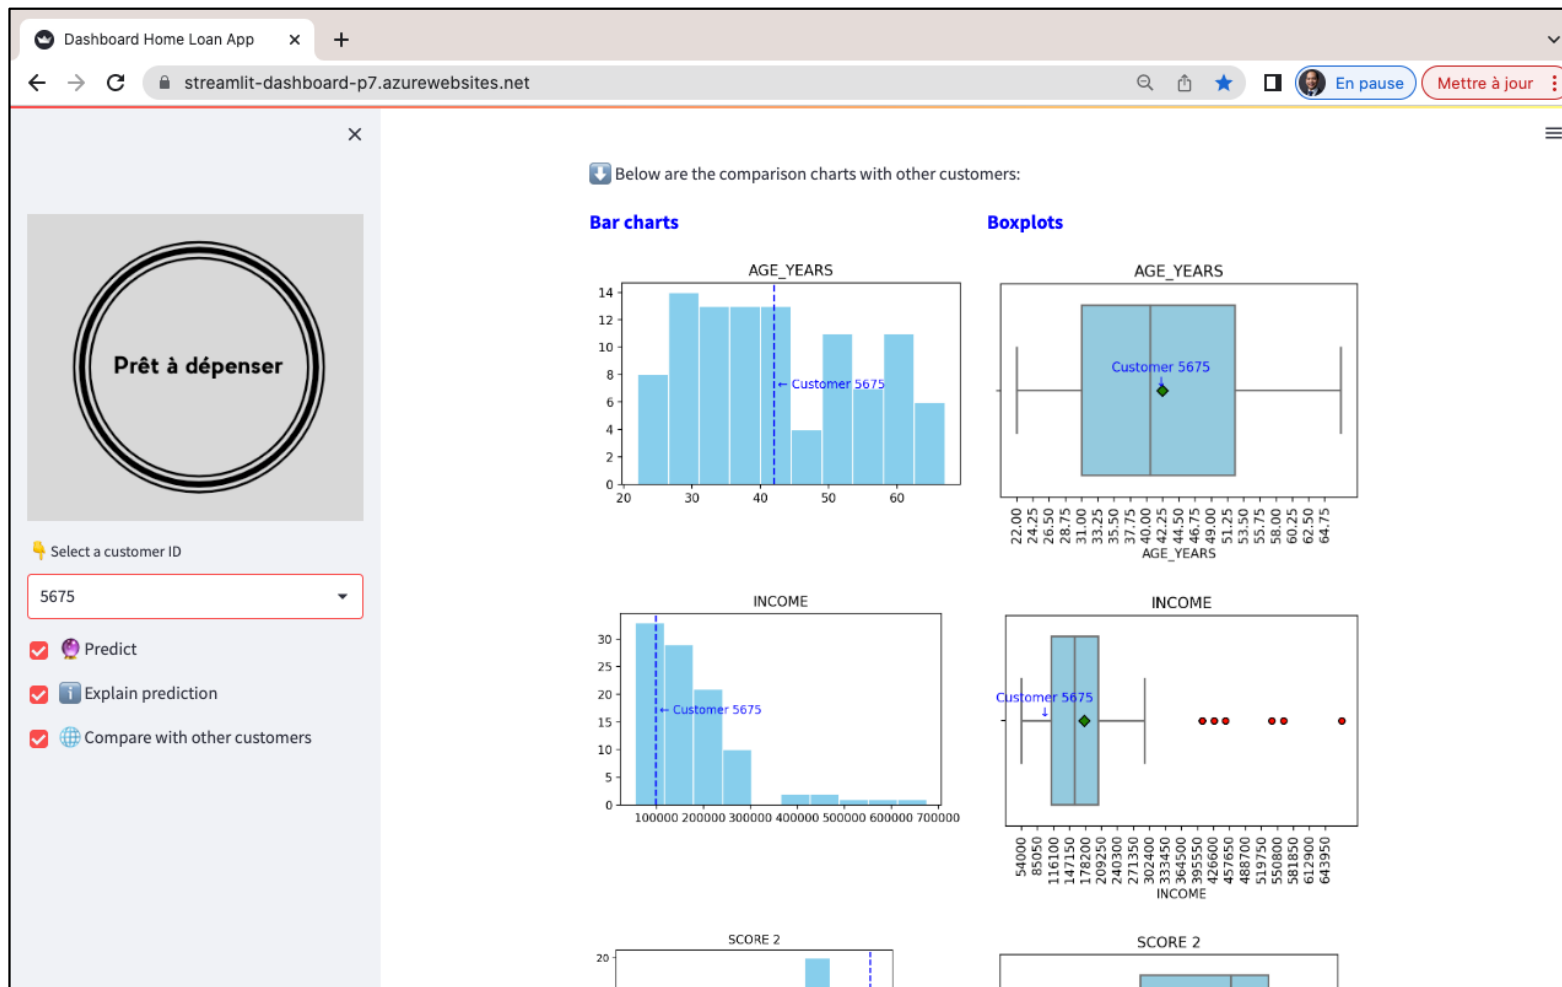 Dashboard Home Loan App
streamlit-dashboard-p7.azurewebsites.net
En pause
Mettre à jour
Prêt à dépenser
Select a customer ID
5675
Predict
Explain prediction
Compare with other customers
Below are the comparison charts with other customers:
Bar charts
AGE_YEARS
14
12
10
8
6
4
2
0
20 30 40 50 60
← Customer 5675
Boxplots
AGE_YEARS
Customer 5675
↓
22.00 24.25 26.50 28.75 31.00 33.25 35.50 37.75 40.00 42.25 44.50 46.75 49.00 51.25 53.50 55.75 58.00 60.25 62.50 64.75
AGE_YEARS
INCOME
30
25
20
15
10
5
0
100000 200000 300000 400000 500000 600000 700000
← Customer 5675
INCOME
Customer 5675
↓
54000 85050 116100 147150 178200 209250 240300 271350 302400 333450 364500 395550 426600 457650 488700 519750 550800 581850 612900 643950
INCOME
SCORE 2
20
SCORE 2